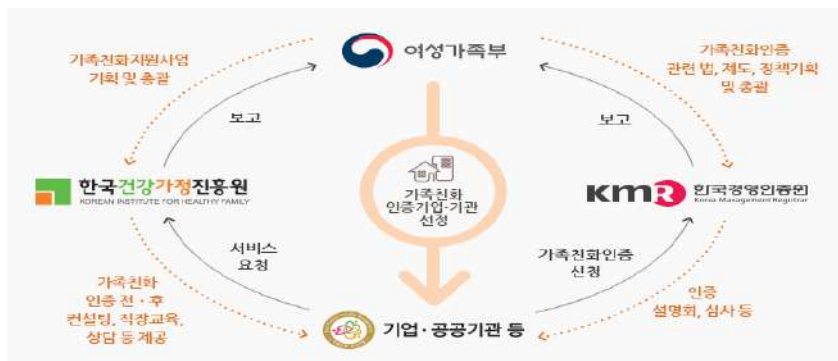 여성가족부
가족친화지원사업
기획 및 총괄
가족친화인증
관련 법, 제도, 정책기획
및 총괄
보고
보고
한국건강가정진흥원
KOREAN INSTITUTE FOR HEALTHY FAMILY
가족친화
인증기업·기관
선정
KMR 한국경영인증원
Korea Management Registrar
서비스
요청
가족친화인증
신청
가족친화
인증 전·후
컨설팅, 직장교육,
상담 등 제공
인증
설명회, 심사 등
기업·공공기관 등